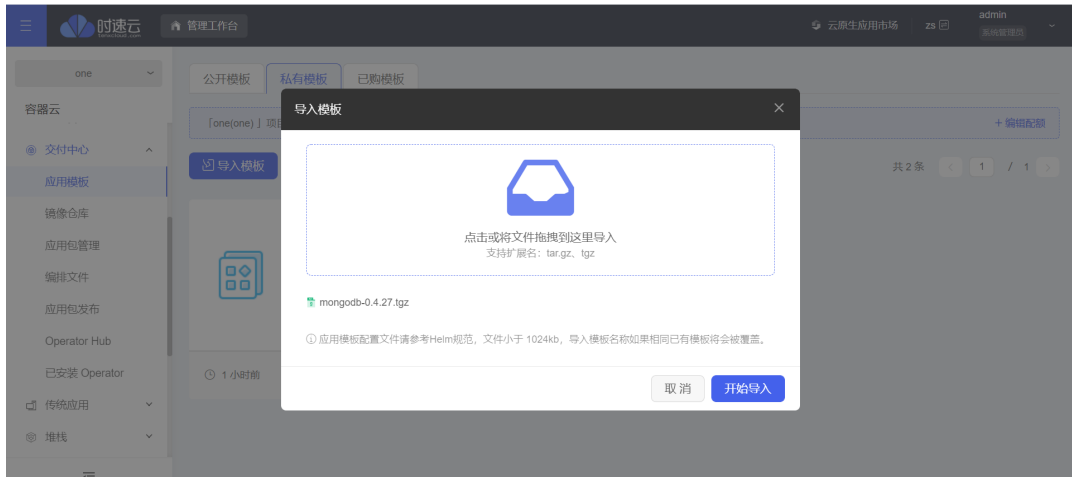 时速云
管理工作台
云原生应用市场
zs
admin
系统管理员
one
容器云
交付中心
应用模板
镜像仓库
应用包管理
编排文件
应用包发布
Operator Hub
已安装 Operator
传统应用
堆栈
公开模板
私有模板
已购模板
「one(one) 」项目
+ 编辑配额
导入模板
共 2 条
1 / 1
1 小时前
导入模板
点击或将文件拖拽到这里导入
支持扩展名：tar.gz、tgz
mongodb-0.4.27.tgz
应用模板配置文件请参考Helm规范，文件小于 1024kb，导入模板名称如果相同已有模板将会被覆盖。
取 消
开始导入